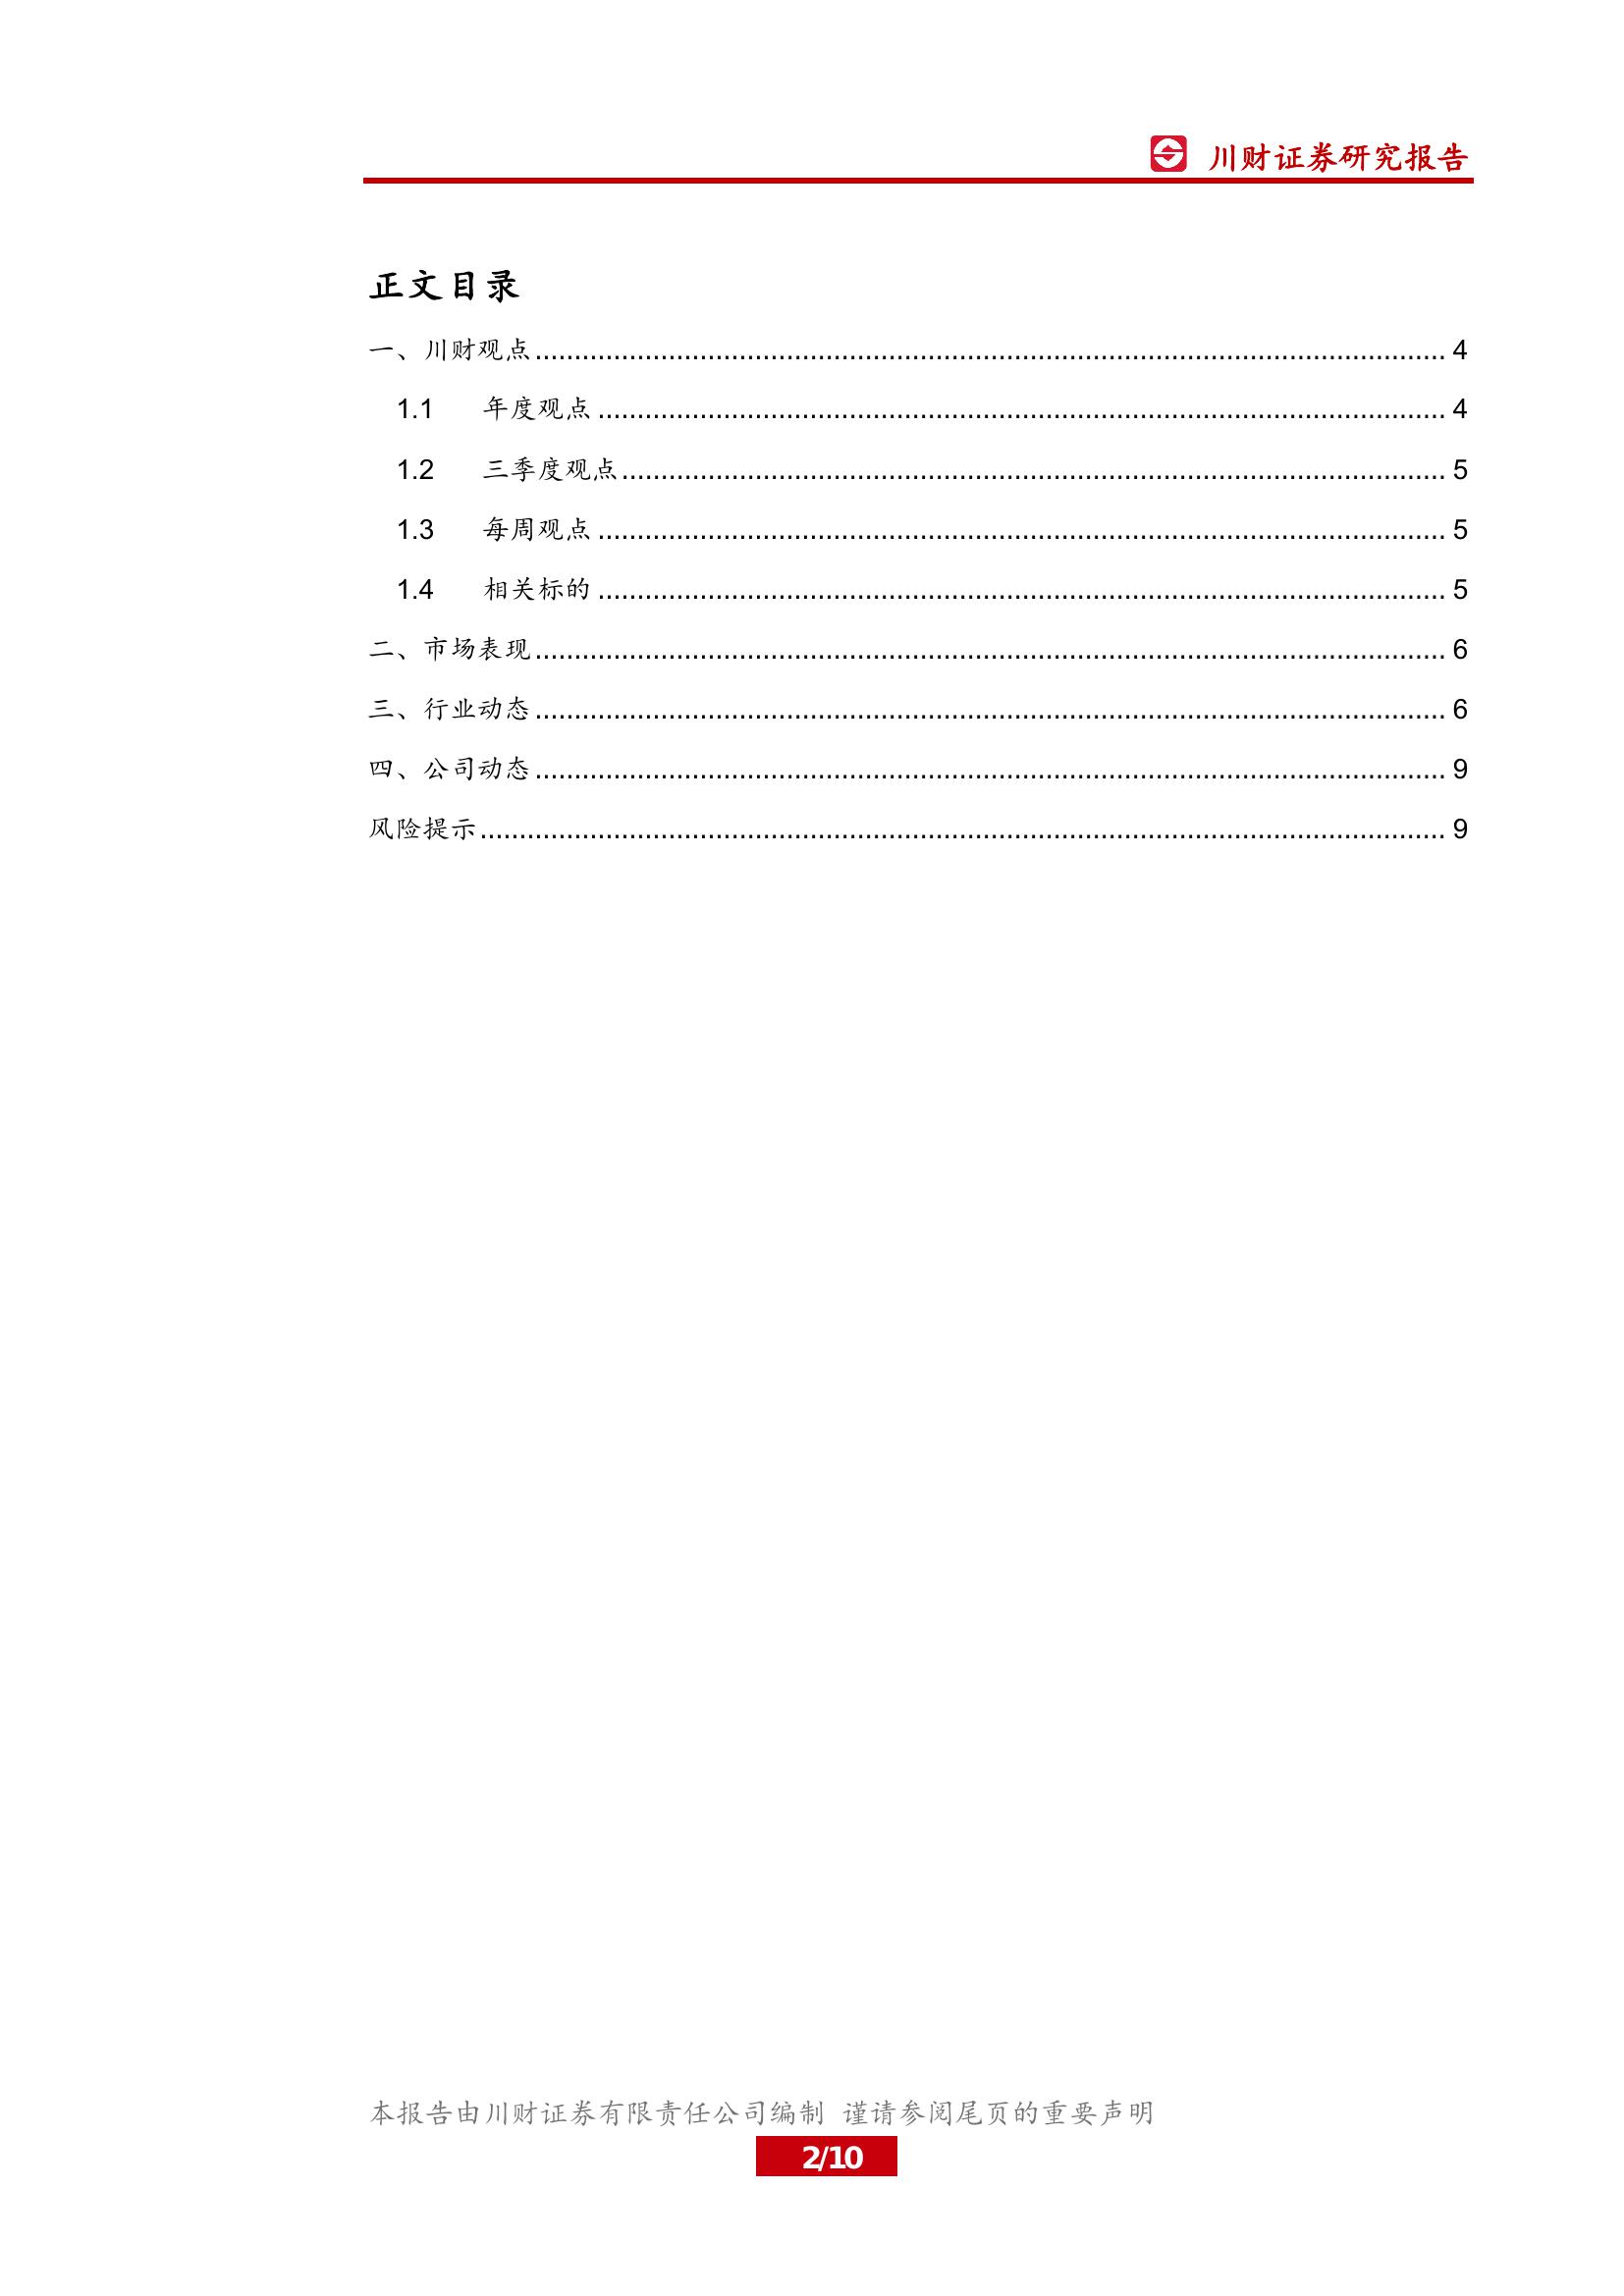 川财证券研究报告
正文目录
一、川财观点 4
1.1 年度观点 4
1.2 三季度观点 5
1.3 每周观点 5
1.4 相关标的 5
二、市场表现 6
三、行业动态 6
四、公司动态 9
风险提示 9
本报告由川财证券有限责任公司编制 谨请参阅尾页的重要声明
2/10